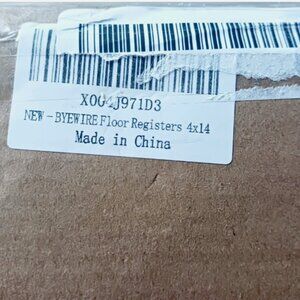 X004J971D3
NEW - BYEWIRE Floor Registers 4x14
Made in China